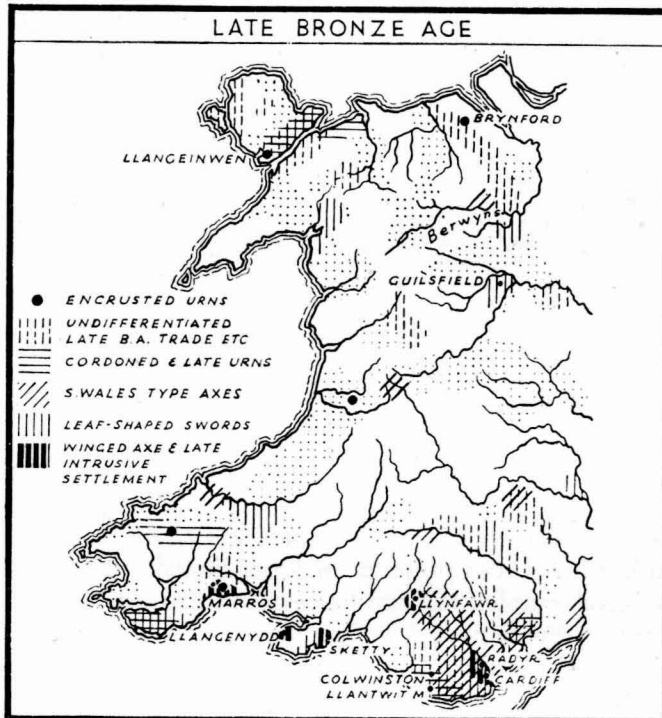 LATE BRONZE AGE
BRYNFORD
LLANGEINWEN
Berwyns
GUILSFIELD
ENCRUSTED URNS
UNDIFFERENTIATED
LATE B.A. TRADE ETC
CORDONED & LATE URNS
S.WALES TYPE AXES
LEAF-SHAPED SWORDS
WINGED AXE & LATE
INTRUSIVE
SETTLEMENT
MARROS
LLYNFAWR
LLANGENYDD
SKETTY
RADYR
COLWINSTON
CARDIFF
LLANTWIT M